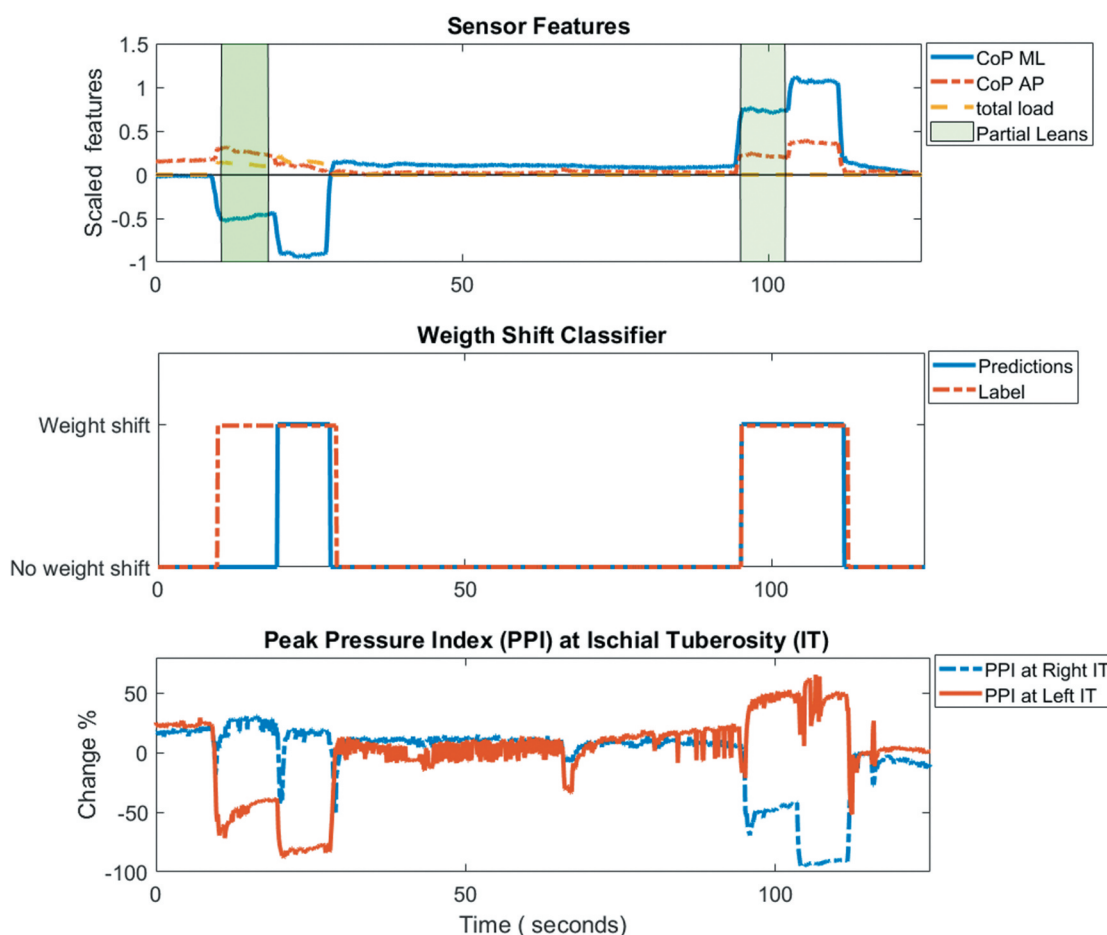 Sensor Features
1.5
1
0.5
0
-0.5
-1
Scaled features
0 50 100
CoP ML
CoP AP
total load
Partial Leans
Weigth Shift Classifier
Weight shift
No weight shift
0 50 100
Predictions
Label
Peak Pressure Index (PPI) at Ischial Tuberosity (IT)
50
0
-50
-100
Change %
0 50 100
Time ( seconds)
PPI at Right IT
PPI at Left IT